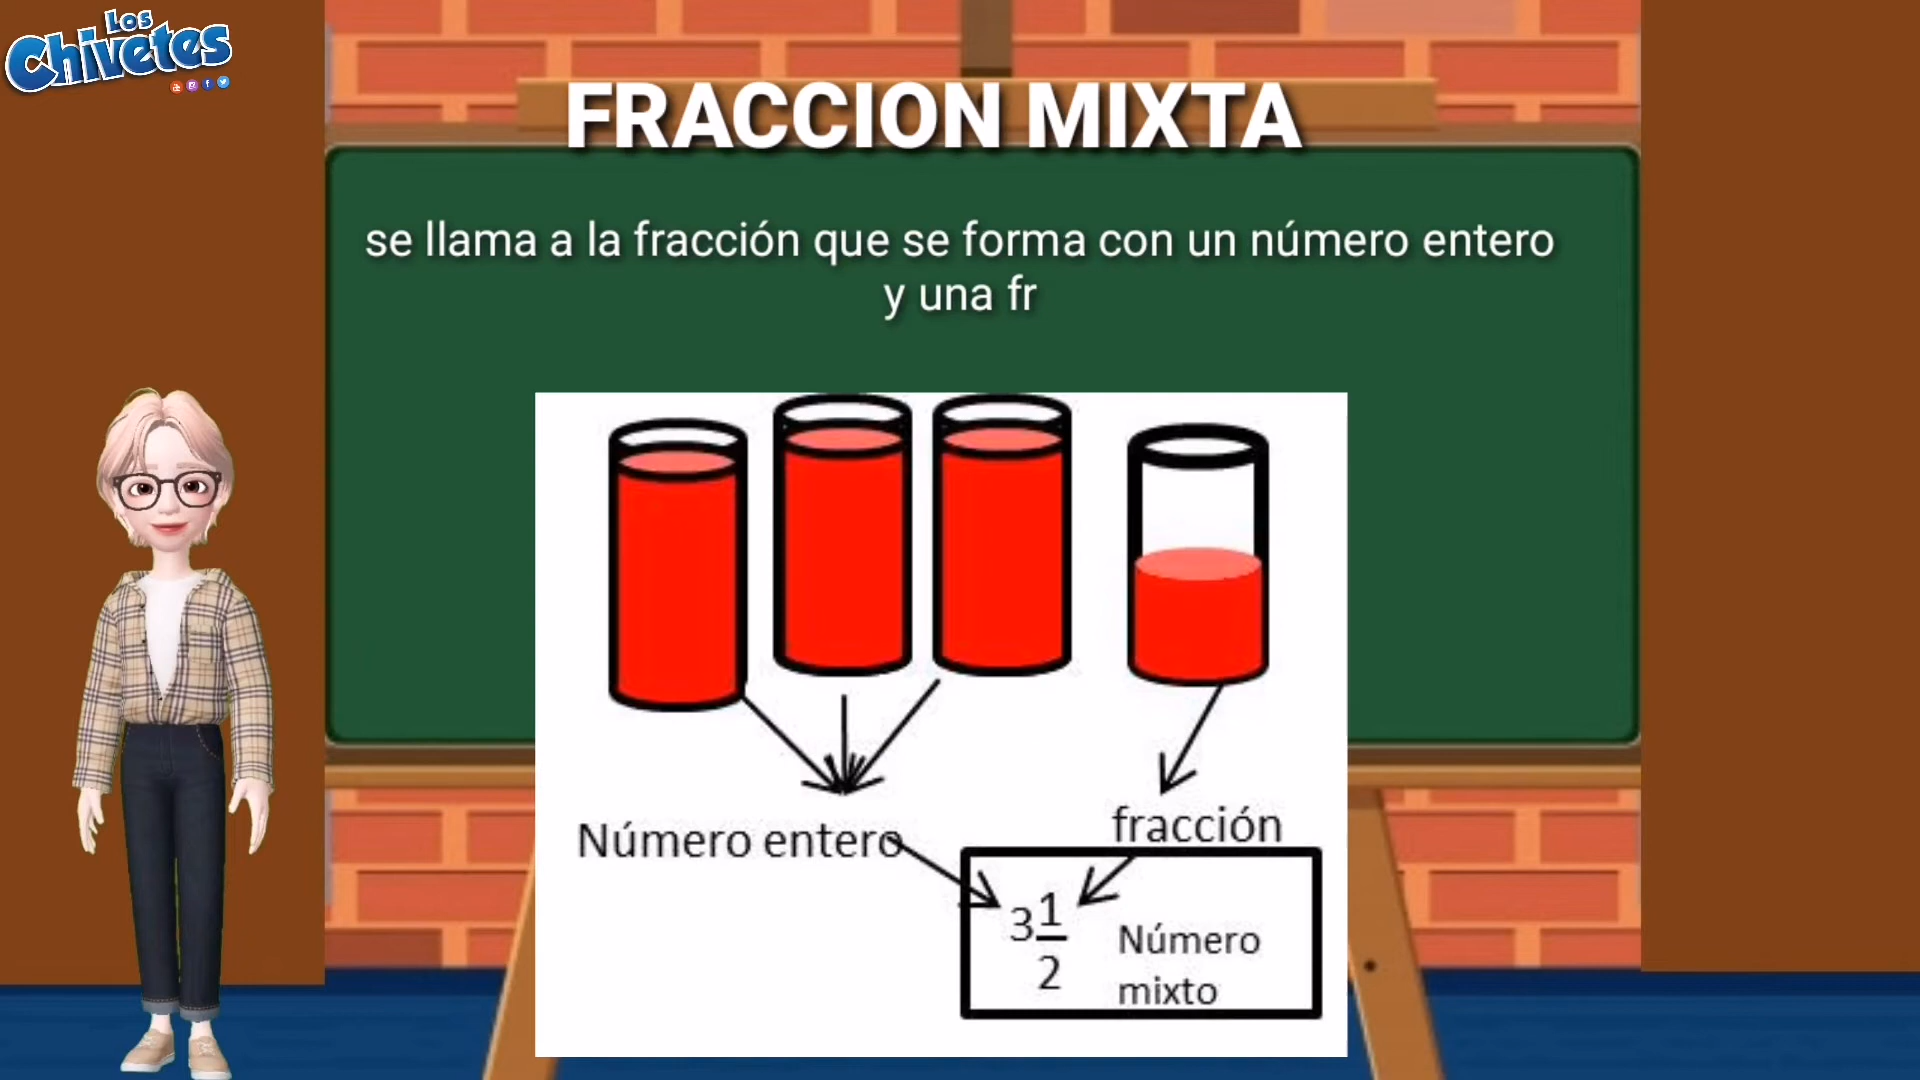 Los
Chivetes
FRACCION MIXTA
se llama a la fracción que se forma con un número entero
y una fr
Número entero
fracción
3 1/2
Número
mixto